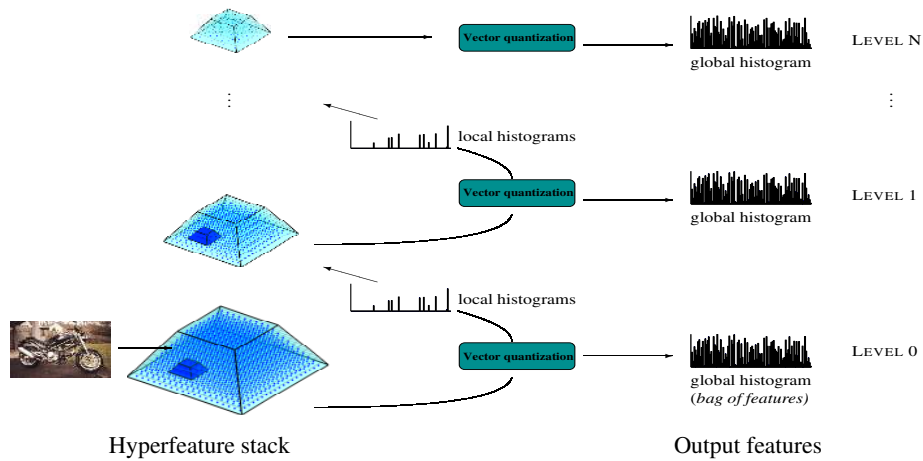 Vector quantization
global histogram
LEVEL N
⋮
⋮
local histograms
Vector quantization
global histogram
LEVEL 1
local histograms
Vector quantization
global histogram
(bag of features)
LEVEL 0
Hyperfeature stack
Output features